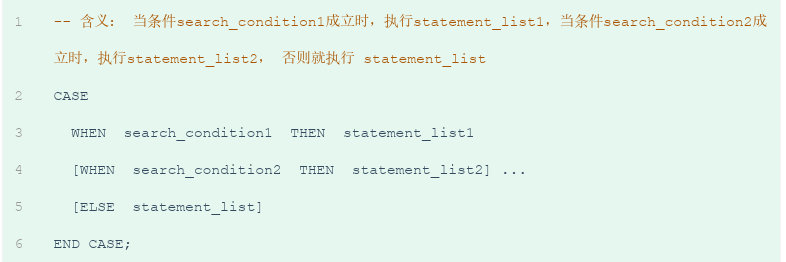 1 -- 含义： 当条件search_condition1成立时，执行statement_list1，当条件search_condition2成
立时，执行statement_list2， 否则就执行 statement_list
2 CASE
3 WHEN search_condition1 THEN statement_list1
4 [WHEN search_condition2 THEN statement_list2] ...
5 [ELSE statement_list]
6 END CASE;